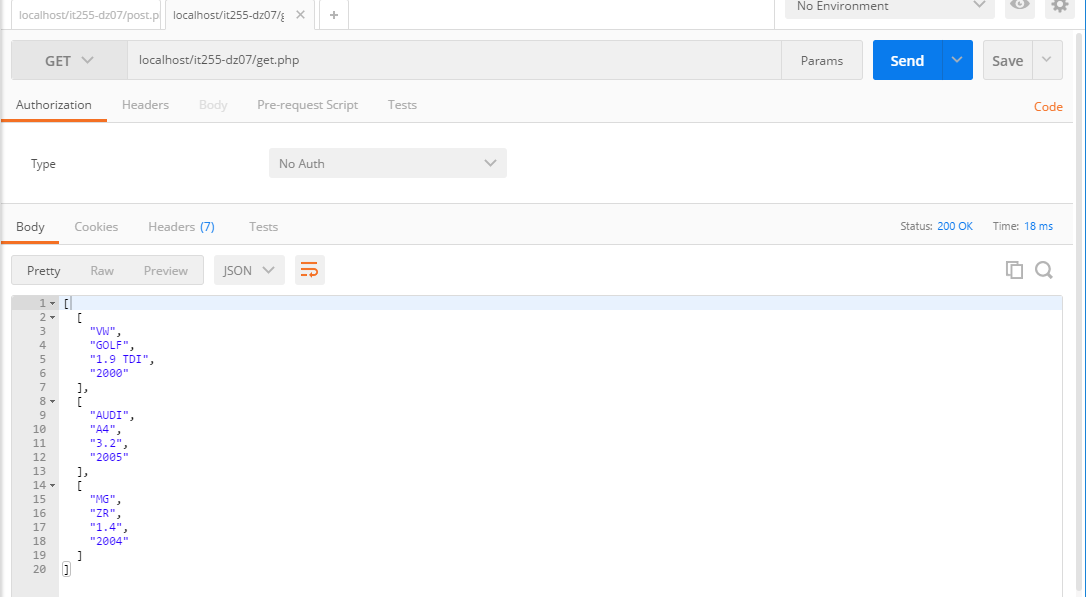 localhost/it255-dz07/post.p localhost/it255-dz07/g No Environment
GET localhost/it255-dz07/get.php Params Send Save
Authorization Headers Body Pre-request Script Tests Code
Type No Auth
Body Cookies Headers (7) Tests Status: 200 OK Time: 18 ms
Pretty Raw Preview JSON
1 [
2 [
3 "VW",
4 "GOLF",
5 "1.9 TDI",
6 "2000"
7 ],
8 [
9 "AUDI",
10 "A4",
11 "3.2",
12 "2005"
13 ],
14 [
15 "MG",
16 "ZR",
17 "1.4",
18 "2004"
19 ]
20 ]